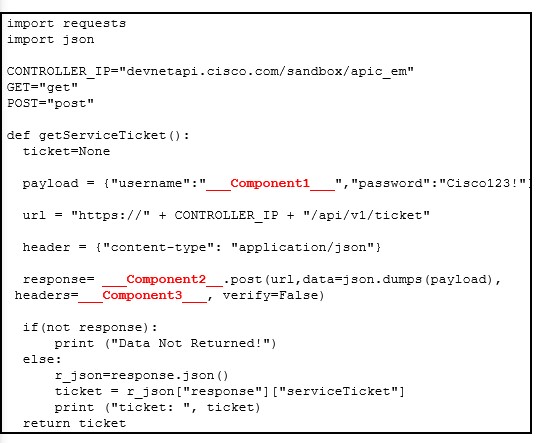 import requests
import json
CONTROLLER_IP="devnetapi.cisco.com/sandbox/apic_em"
GET="get"
POST="post"
def getServiceTicket():
ticket=None
payload = {"username":"___Component1___","password":"Cisco123!"}
url = "https://" + CONTROLLER_IP + "/api/v1/ticket"
header = {"content-type": "application/json"}
response= ___Component2__.post(url,data=json.dumps(payload),
headers=___Component3___, verify=False)
if(not response):
print ("Data Not Returned!")
else:
r_json=response.json()
ticket = r_json["response"]["serviceTicket"]
print ("ticket: ", ticket)
return ticket